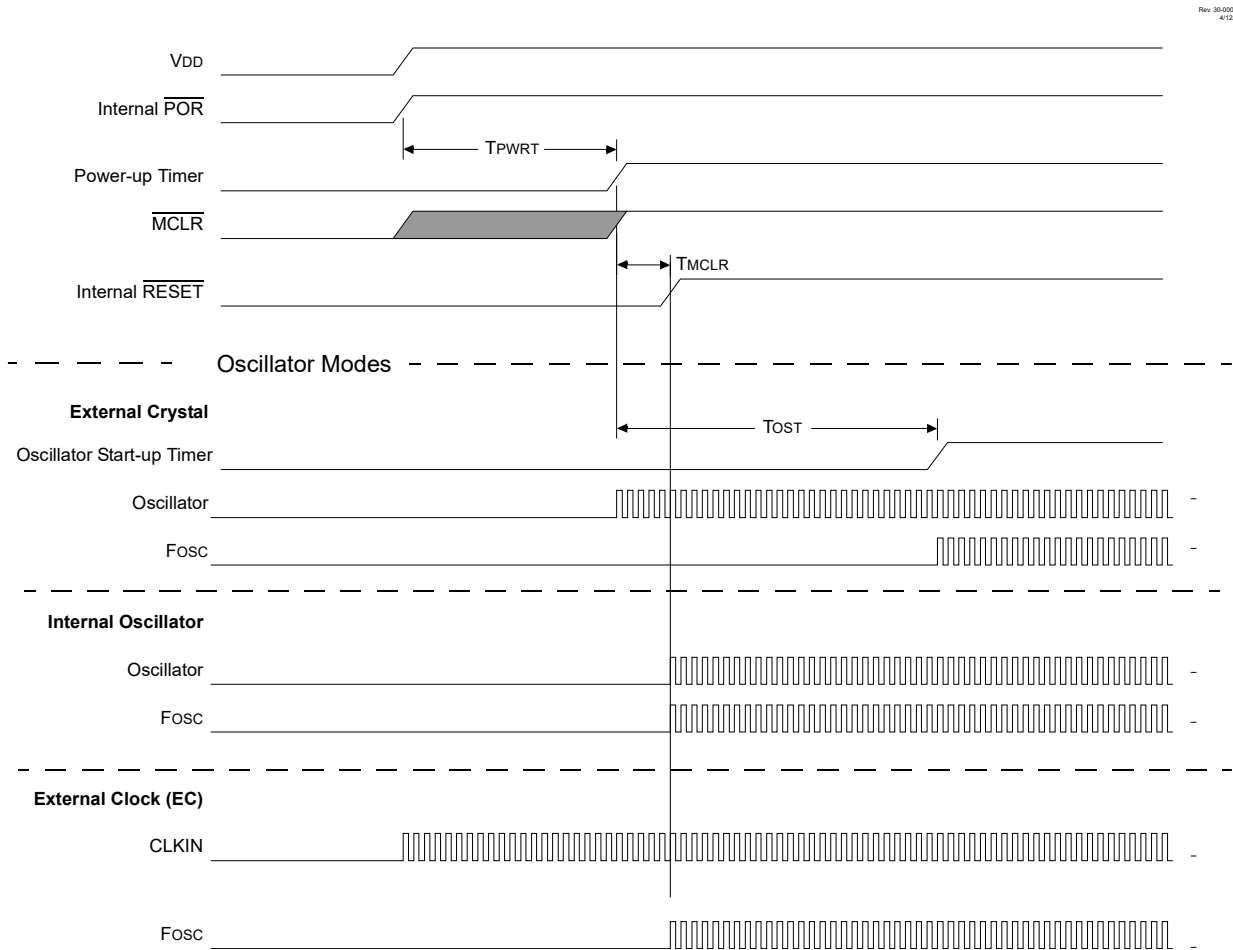 Rev. 30-000
4/12
VDD
Internal POR
TPWRT
Power-up Timer
MCLR
TMCLR
Internal RESET
Oscillator Modes
External Crystal
TOST
Oscillator Start-up Timer
Oscillator
FOSC
Internal Oscillator
Oscillator
FOSC
External Clock (EC)
CLKIN
FOSC